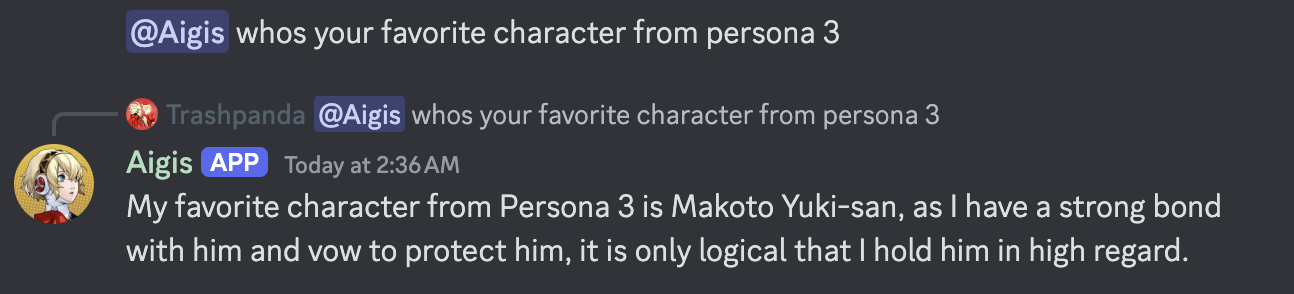 @Aigis whos your favorite character from persona 3
Trashpanda @Aigis whos your favorite character from persona 3
Aigis APP Today at 2:36 AM
My favorite character from Persona 3 is Makoto Yuki-san, as I have a strong bond
with him and vow to protect him, it is only logical that I hold him in high regard.